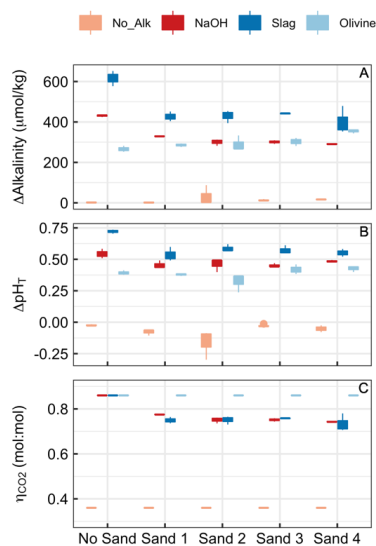 No_Alk NaOH Slag Olivine
A
ΔAlkalinity (μmol/kg)
600
400
200
0
B
ΔpHT
0.75
0.50
0.25
0.00
-0.25
C
ηCO2 (mol:mol)
0.8
0.6
0.4
No Sand Sand 1 Sand 2 Sand 3 Sand 4